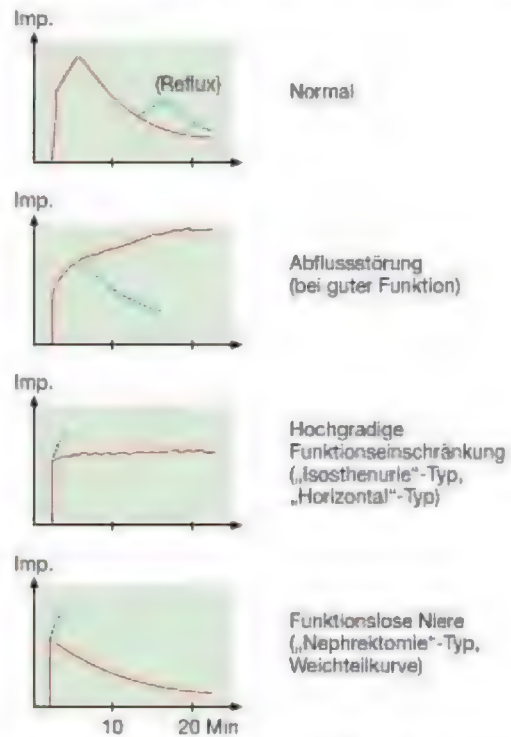 Imp.
(Reflux)
Normal
Imp.
Abflussstörung
(bei guter Funktion)
Imp.
Hochgradige
Funktionseinschränkung
(„Isosthenurie“-Typ,
„Horizontal“-Typ)
Imp.
Funktionslose Niere
(„Nephrektomie“-Typ,
Weichteilkurve)
10 20 Min